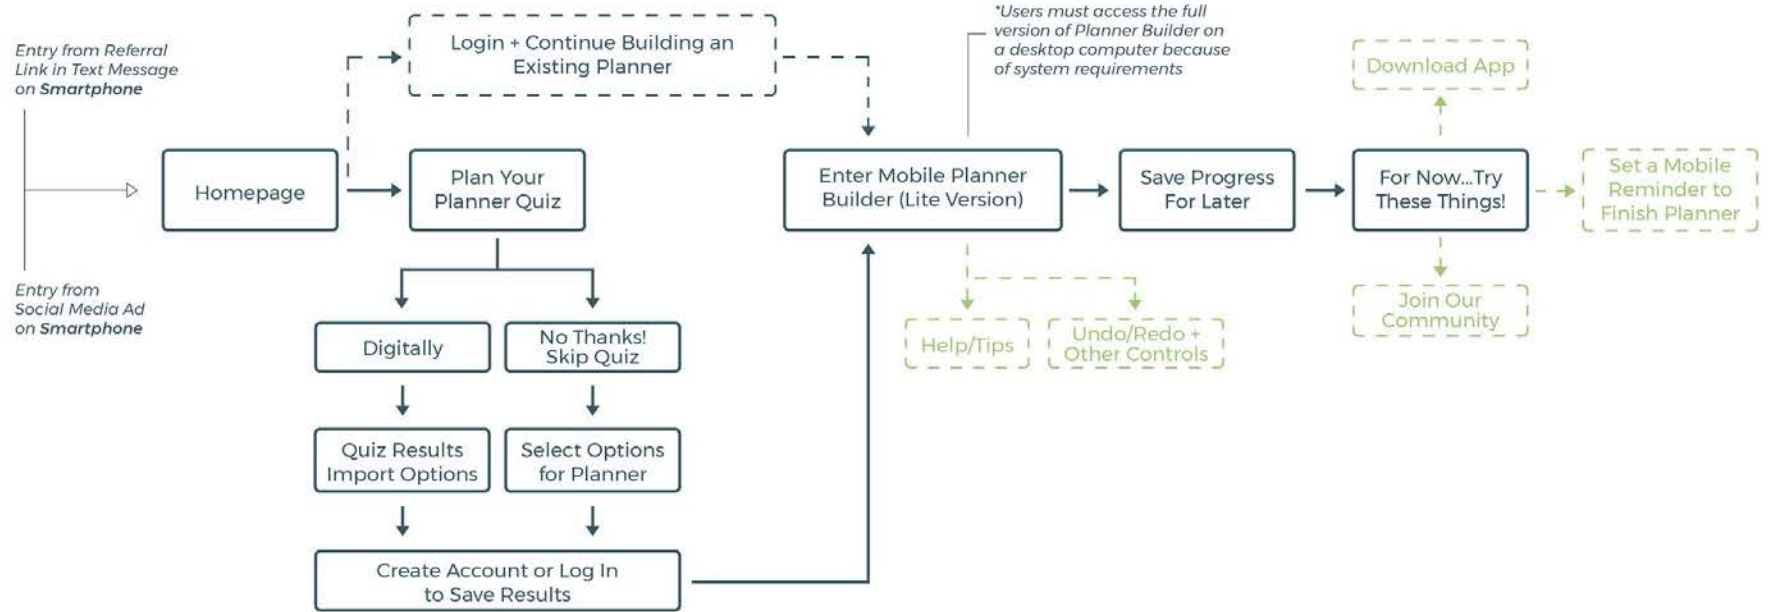 Entry from Referral
Link in Text Message
on Smartphone
Entry from
Social Media Ad
on Smartphone
Homepage
Login + Continue Building an
Existing Planner
Plan Your
Planner Quiz
Digitally
No Thanks!
Skip Quiz
Quiz Results
Import Options
Select Options
for Planner
Create Account or Log In
to Save Results
*Users must access the full
version of Planner Builder on
a desktop computer because
of system requirements
Enter Mobile Planner
Builder (Lite Version)
Help/Tips
Undo/Redo +
Other Controls
Save Progress
For Later
For Now...Try
These Things!
Download App
Set a Mobile
Reminder to
Finish Planner
Join Our
Community